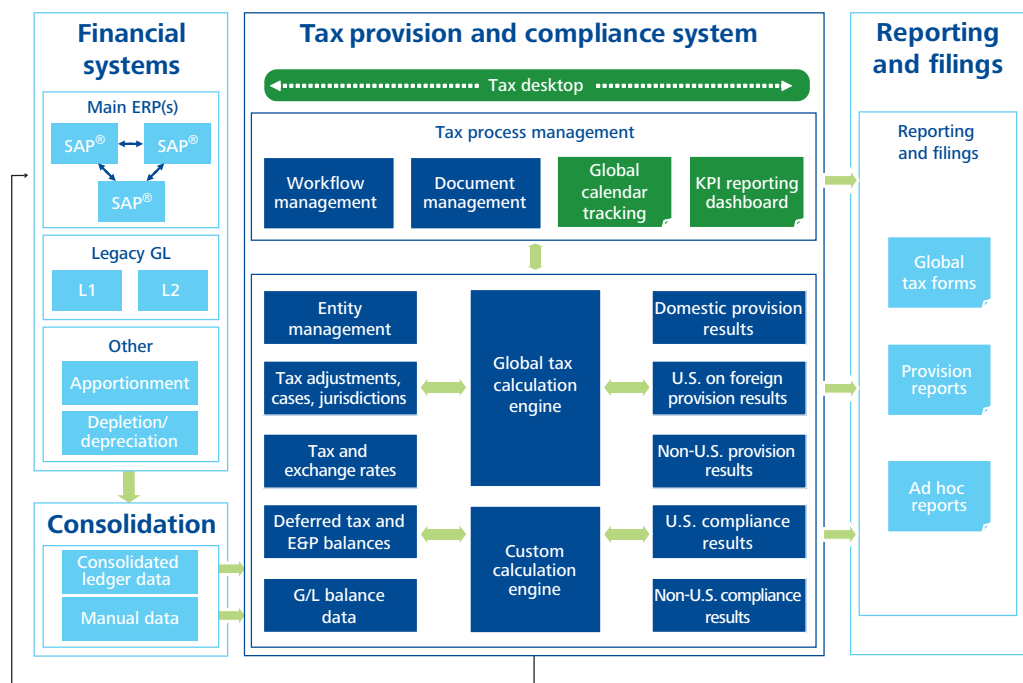 Financial
systems
Main ERP(s)
SAP®
SAP®
SAP®
Legacy GL
L1
L2
Other
Apportionment
Depletion/
depreciation
Consolidation
Consolidated
ledger data
Manual data
Tax provision and compliance system
Tax desktop
Tax process management
Workflow
management
Document
management
Global
calendar
tracking
KPI reporting
dashboard
Entity
management
Tax adjustments,
cases, jurisdictions
Tax and
exchange rates
Deferred tax and
E&P balances
G/L balance
data
Global tax
calculation
engine
Custom
calculation
engine
Domestic provision
results
U.S. on foreign
provision results
Non-U.S. provision
results
U.S. compliance
results
Non-U.S. compliance
results
Reporting
and filings
Reporting
and filings
Global
tax forms
Provision
reports
Ad hoc
reports